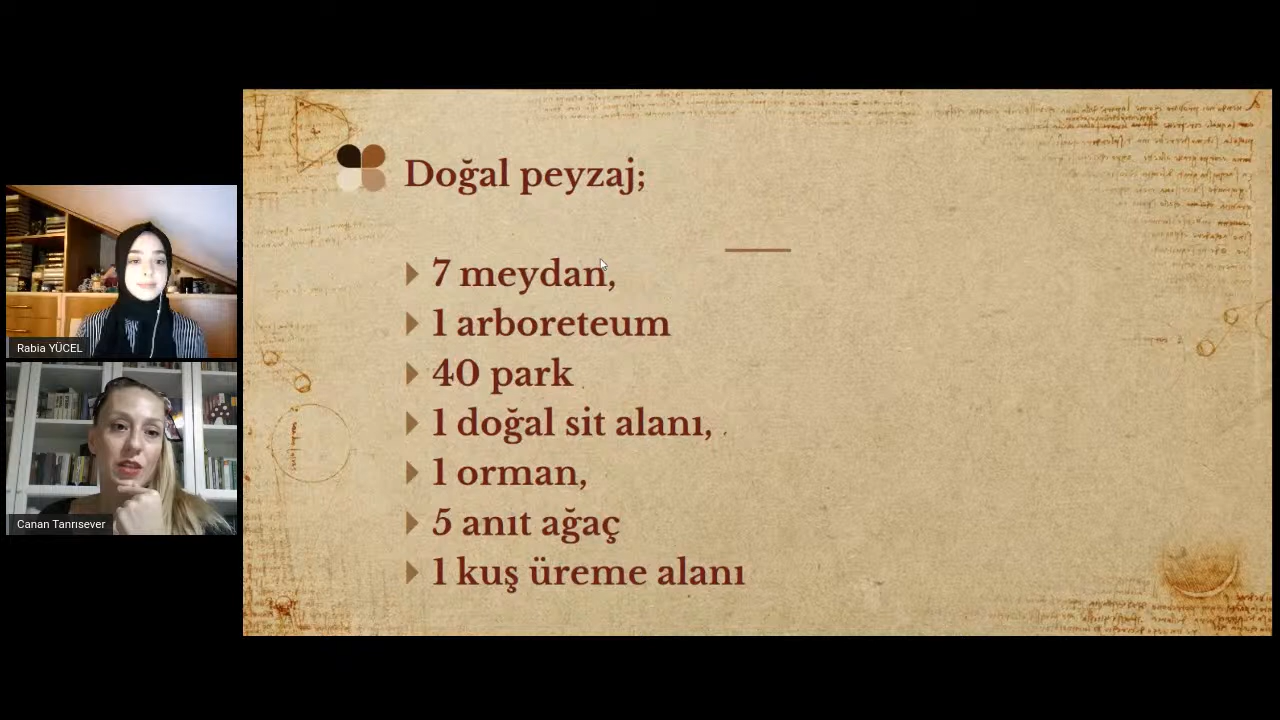 Doğal peyzaj;
7 meydan,
1 arboreteum
40 park
1 doğal sit alanı,
1 orman,
5 anıt ağaç
1 kuş üreme alanı
Rabia YÜCEL
Canan Tanrısever